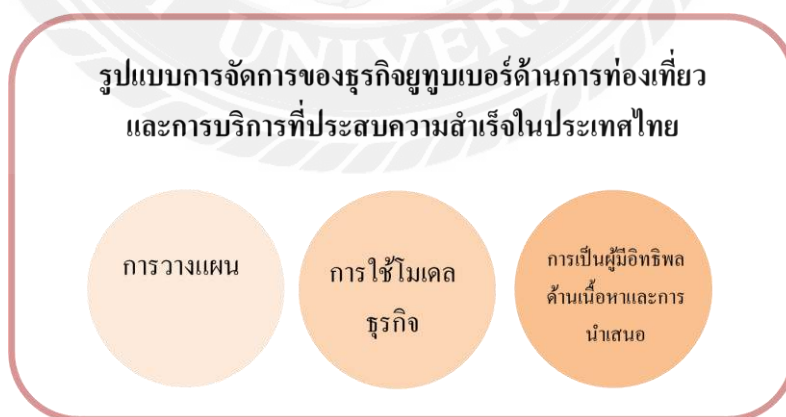 UNIVERS
รูปแบบการจัดการของธุรกิจยูทูบเบอร์ด้านการท่องเที่ยว
และการบริการที่ประสบความสำเร็จในประเทศไทย
การวางแผน
การใช้โมเดล
ธุรกิจ
การเป็นผู้มีอิทธิพล
ด้านเนื้อหาและการ
นำเสนอ